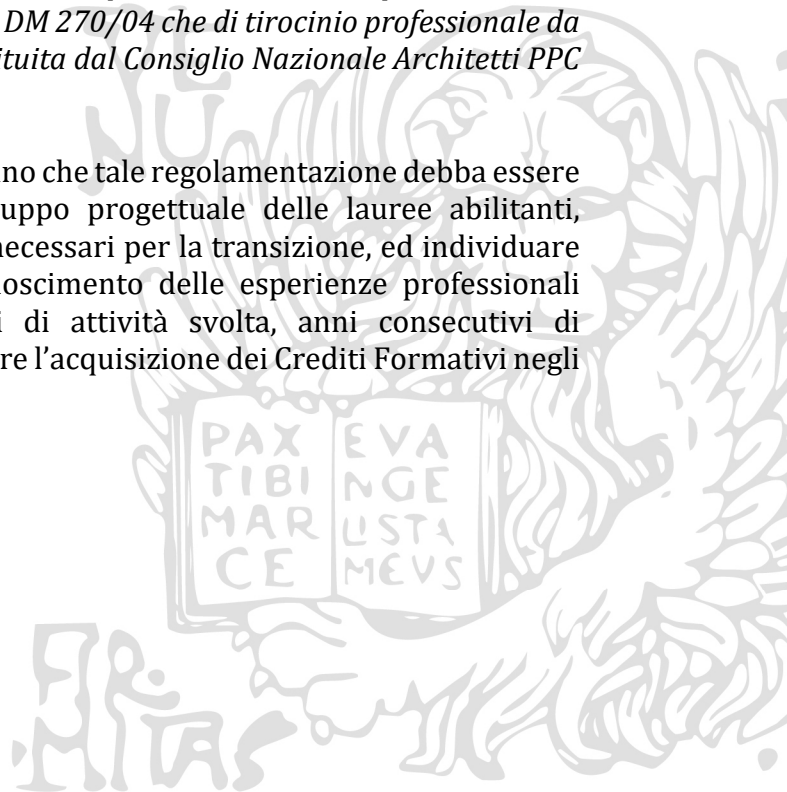 DM 270/04 che di tirocinio professionale da
ituita dal Consiglio Nazionale Architetti PPC
no che tale regolamentazione debba essere
uppo progettuale delle lauree abilitanti,
necessari per la transizione, ed individuare
oscimento delle esperienze professionali
i di attività svolta, anni consecutivi di
re l'acquisizione dei Crediti Formativi negli
PAX
TIBI
MAR
CE
EVA
NGE
LISTA
MEVS
FIR
MITAS